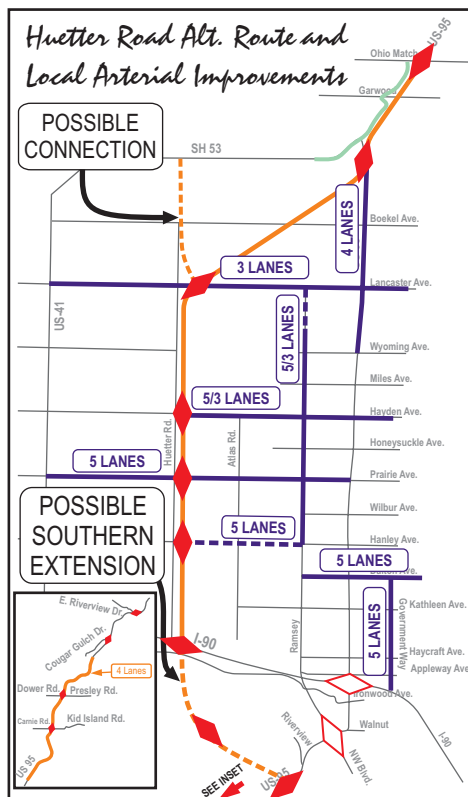 Huetter Road Alt. Route and
Local Arterial Improvements
US-95
Ohio Match
Garwood
POSSIBLE
CONNECTION
SH 53
Boekel Ave.
4 LANES
3 LANES
Lancaster Ave.
US-41
5/3 LANES
Wyoming Ave.
Miles Ave.
5/3 LANES
Hayden Ave.
Huetter Rd.
Atlas Rd.
Honeysuckle Ave.
5 LANES
Prairie Ave.
POSSIBLE
SOUTHERN
EXTENSION
Wilbur Ave.
5 LANES
Hanley Ave.
5 LANES
Kathleen Ave.
Government Way
5 LANES
Ramsey
I-90
Haycraft Ave.
Appleway Ave
Ironwood Ave.
Walnut
Riverview
NW Blvd.
I-90
US-95
SEE INSET
E. Riverview Dr.
Cougar Gulch Dr.
4 Lanes
Dower Rd.
Presley Rd.
Carnie Rd.
Kid Island Rd.
US 95